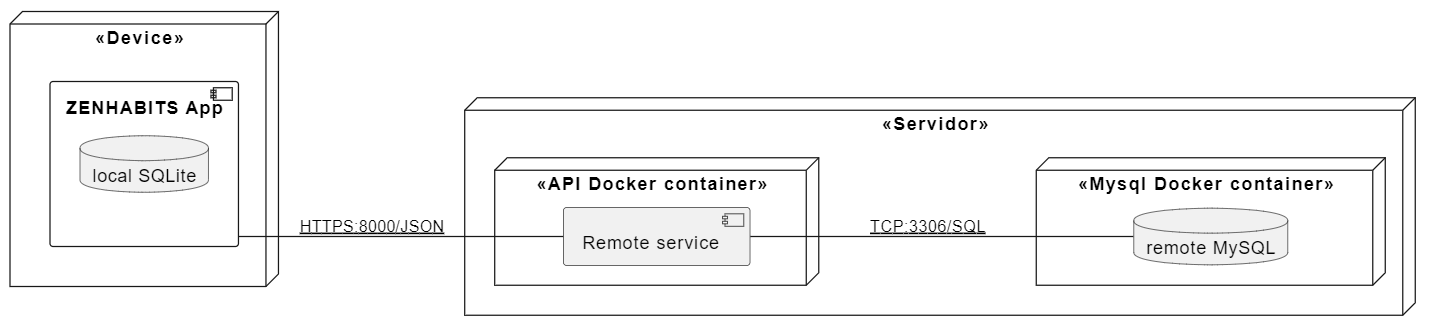 «Device»
ZENHABITS App
local SQLite
HTTPS:8000/JSON
«Servidor»
«API Docker container»
Remote service
TCP:3306/SQL
«Mysql Docker container»
remote MySQL